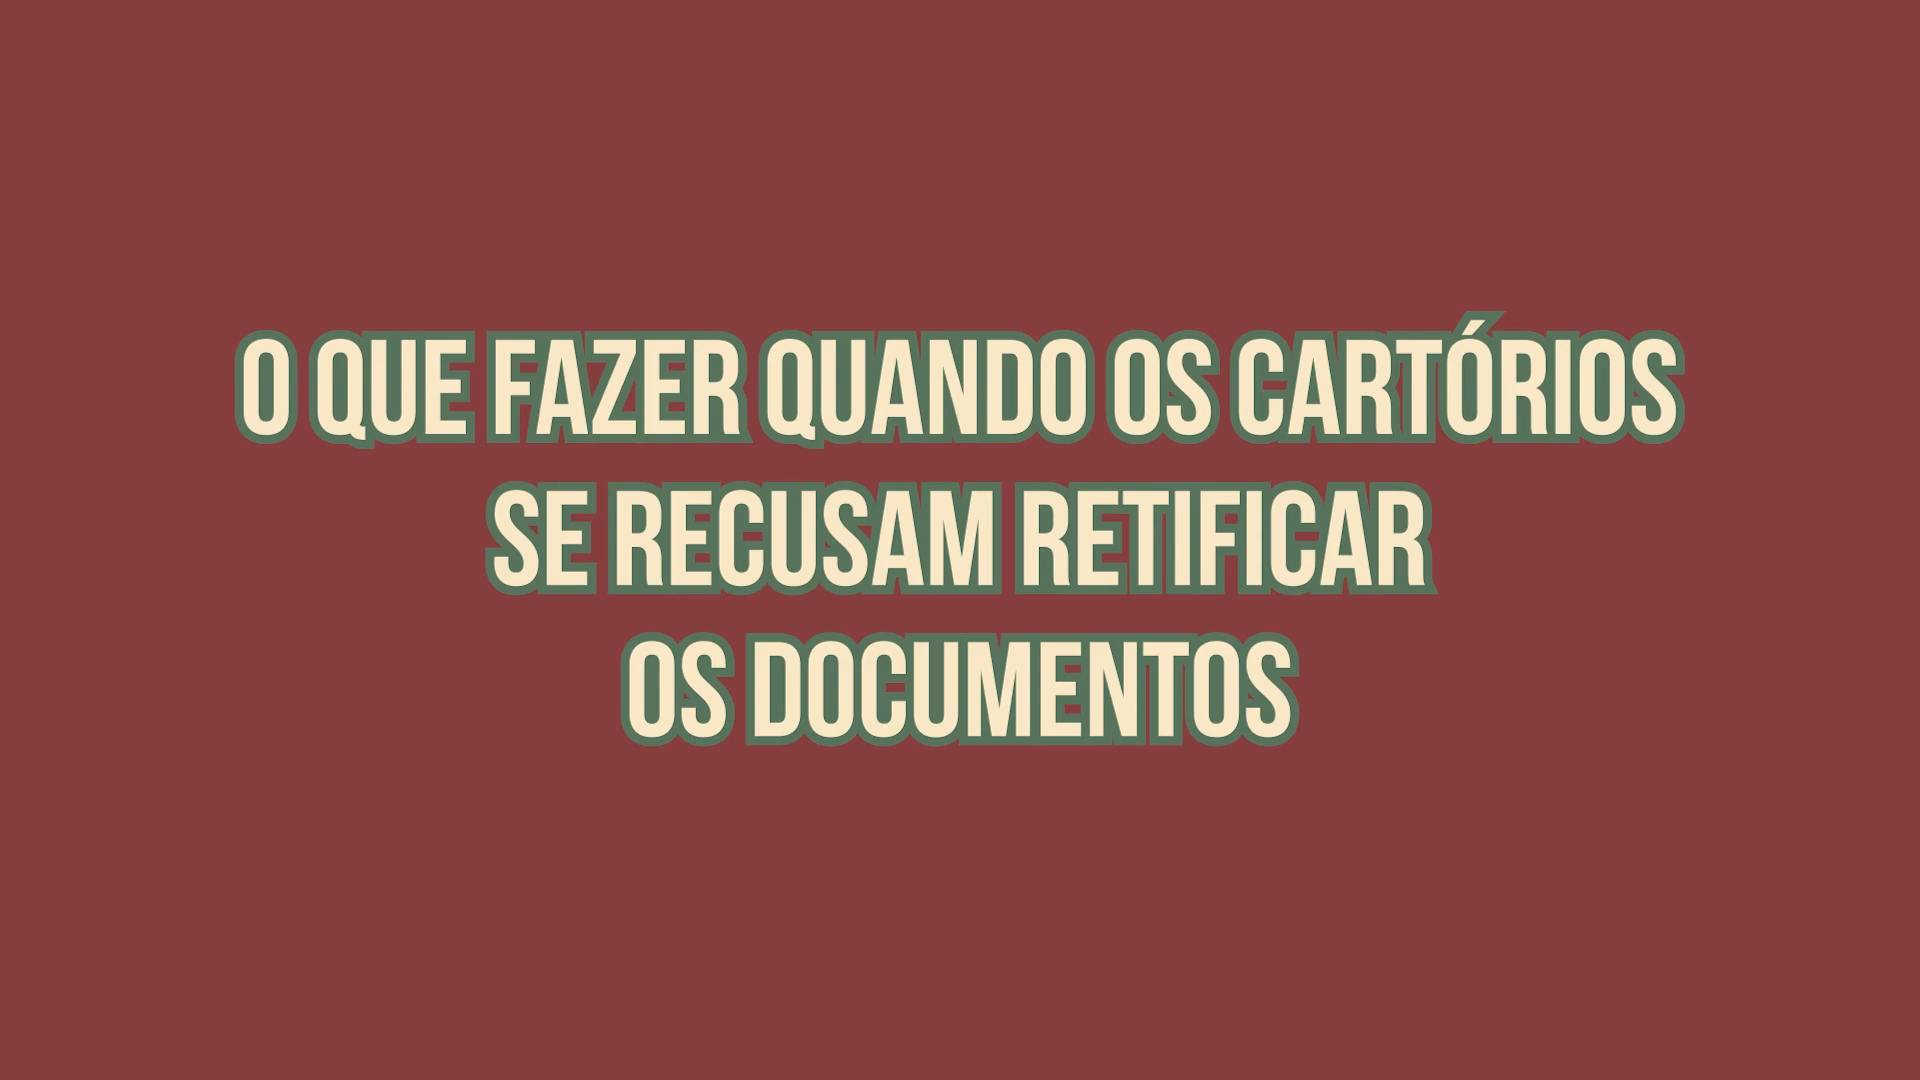 O QUE FAZER QUANDO OS CARTÓRIOS
SE RECUSAM RETIFICAR
OS DOCUMENTOS